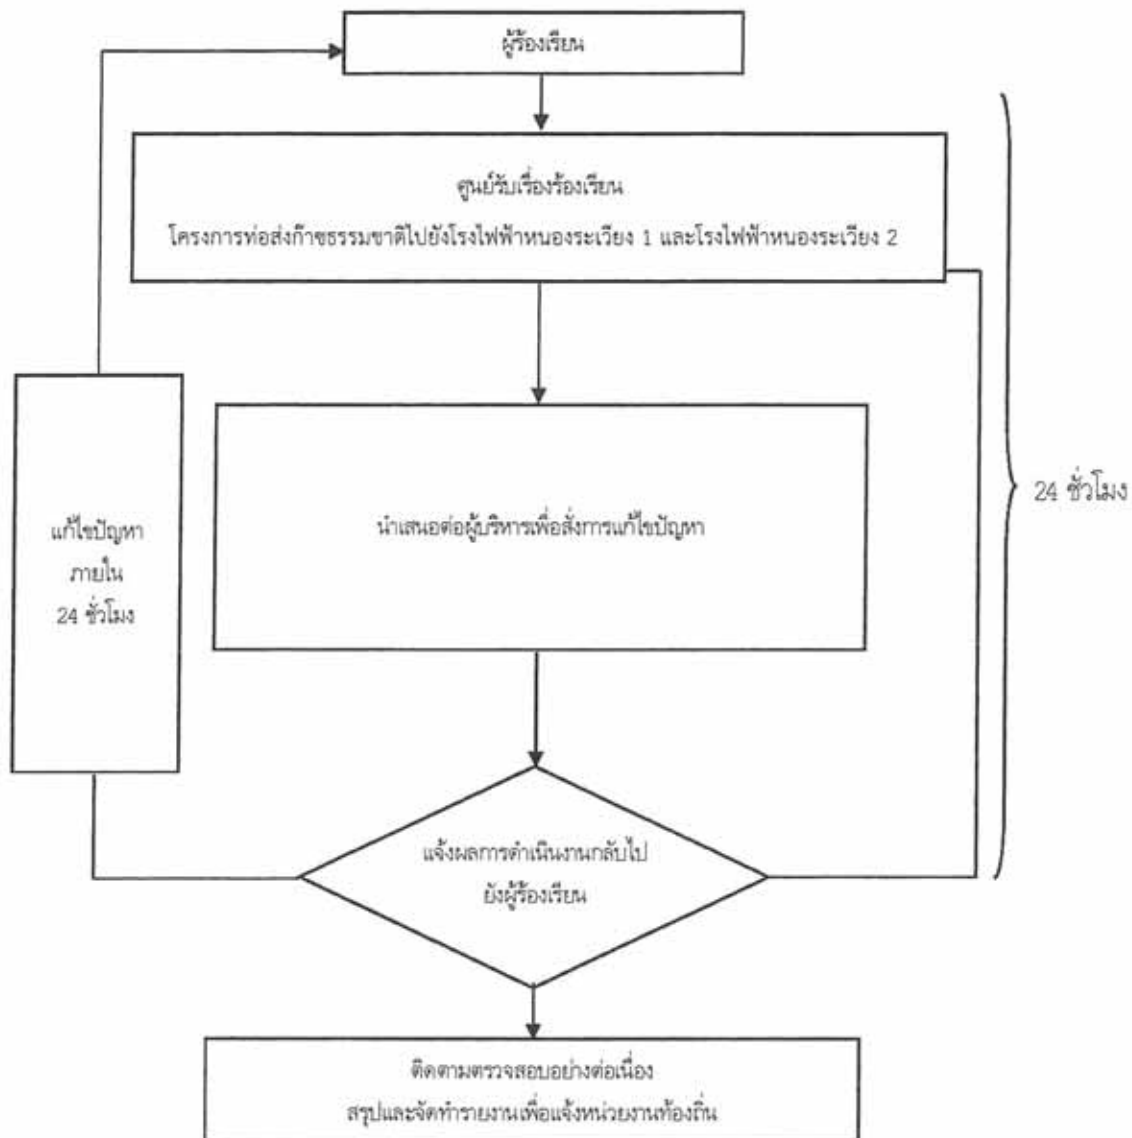 ผู้ร้องเรียน
ศูนย์รับเรื่องร้องเรียน
โครงการท่อส่งก๊าซธรรมชาติไปยังโรงไฟฟ้าหนองระเวียง 1 และโรงไฟฟ้าหนองระเวียง 2
นำเสนอต่อผู้บริหารเพื่อสั่งการแก้ไขปัญหา
24 ชั่วโมง
แก้ไขปัญหา
ภายใน
24 ชั่วโมง
แจ้งผลการดำเนินงานกลับไป
ยังผู้ร้องเรียน
ติดตามตรวจสอบอย่างต่อเนื่อง
สรุปและจัดทำรายงานเพื่อแจ้งหน่วยงานท้องถิ่น